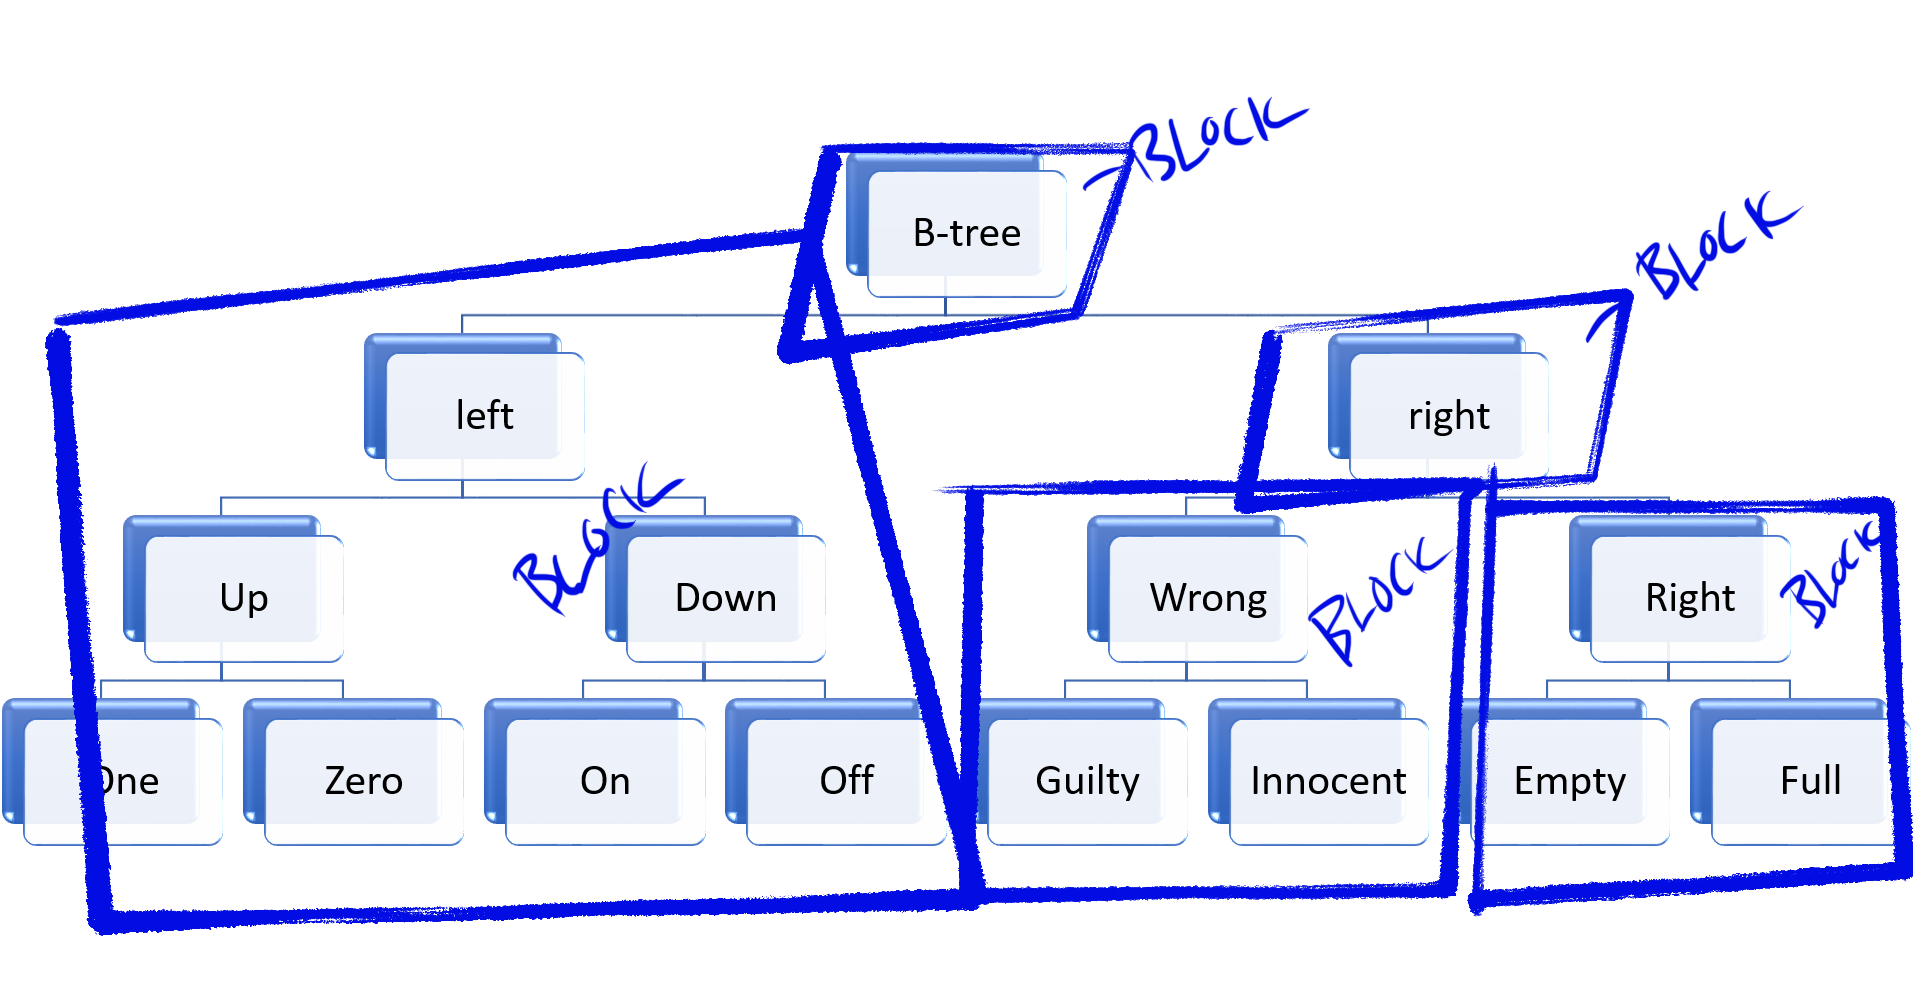 BLOCK
B-tree
BLOCK
left
right
BLOCK
Up
Down
Wrong
BLOCK
Right
BLOCK
One
Zero
On
Off
Guilty
Innocent
Empty
Full